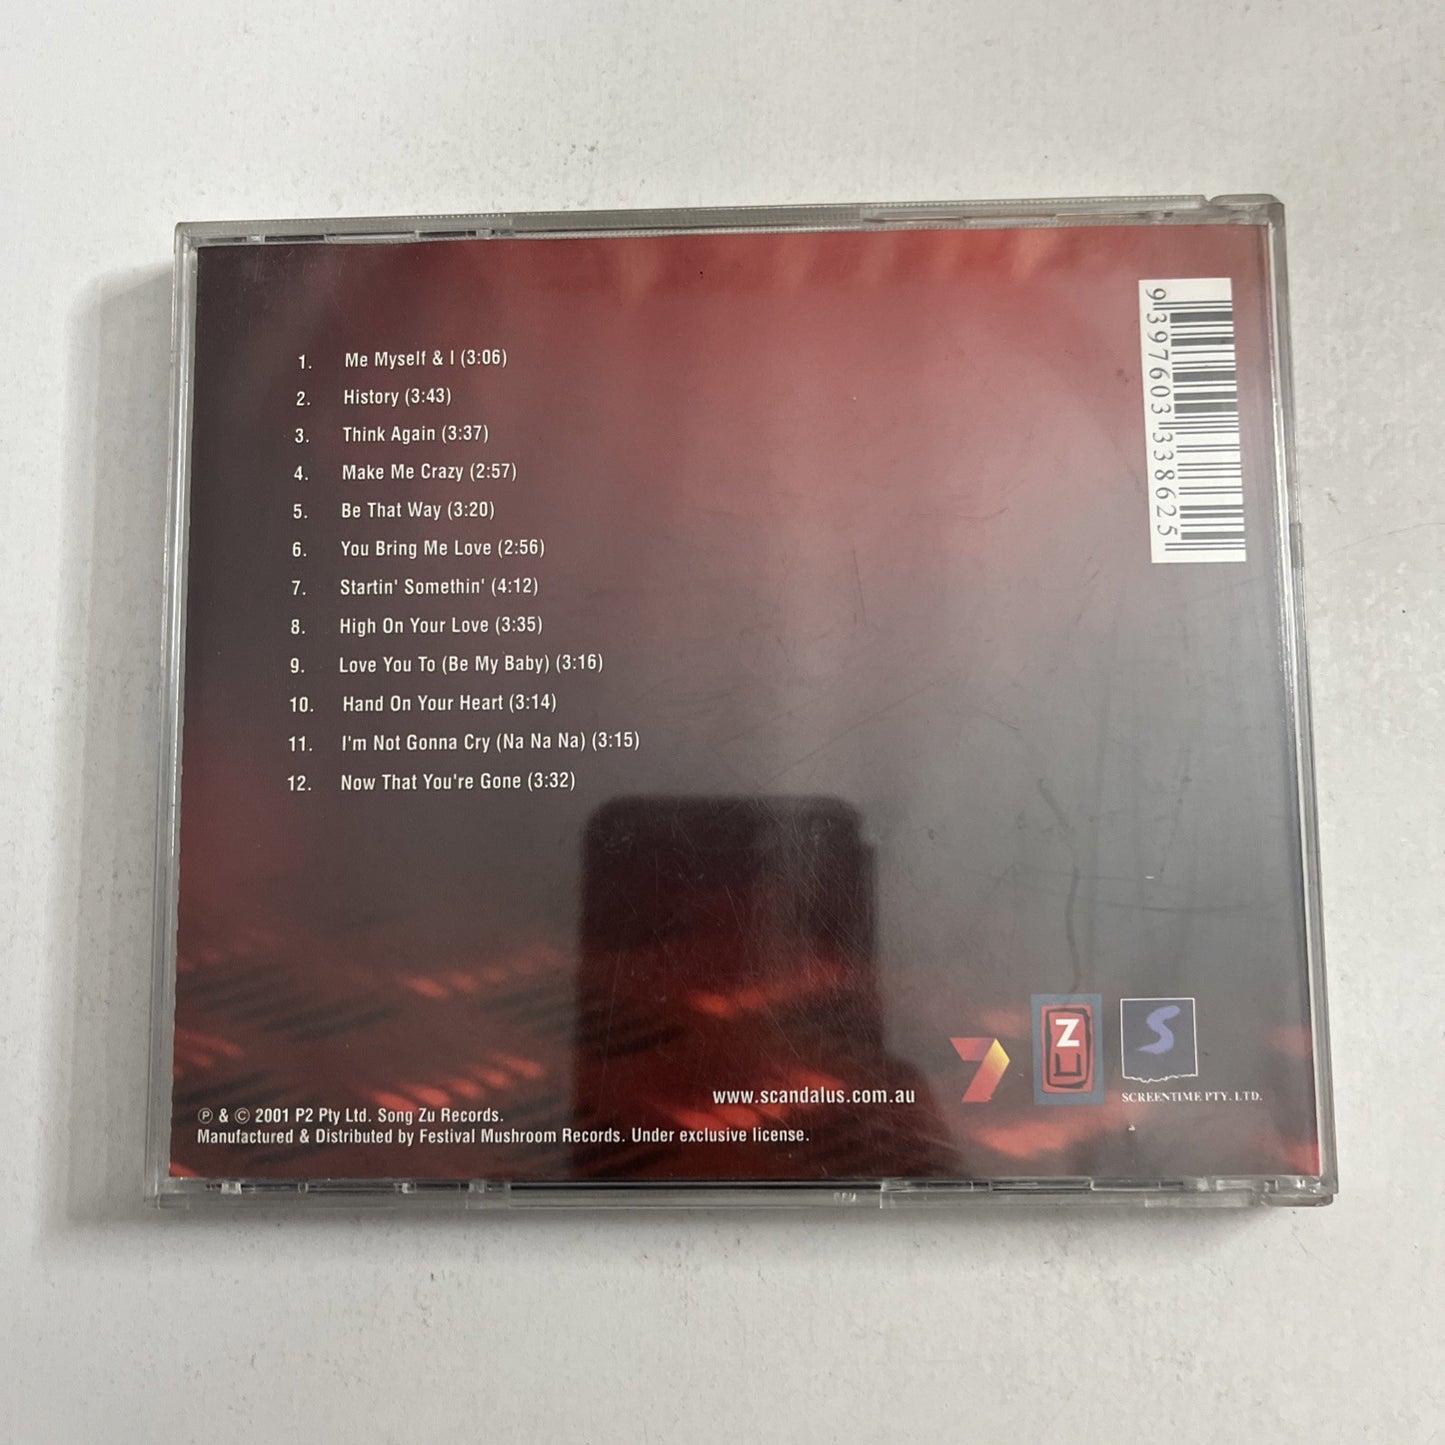 1. Me Myself & I (3:06)
2. History (3:43)
3. Think Again (3:37)
4. Make Me Crazy (2:57)
5. Be That Way (3:20)
6. You Bring Me Love (2:56)
7. Startin' Somethin' (4:12)
8. High On Your Love (3:35)
9. Love You To (Be My Baby) (3:16)
10. Hand On Your Heart (3:14)
11. I'm Not Gonna Cry (Na Na Na) (3:15)
12. Now That You're Gone (3:32)
9 397603 338625
7
ZU
S
SCREENTIME PTY. LTD.
www.scandalus.com.au
℗ & © 2001 P2 Pty Ltd. Song Zu Records.
Manufactured & Distributed by Festival Mushroom Records. Under exclusive license.